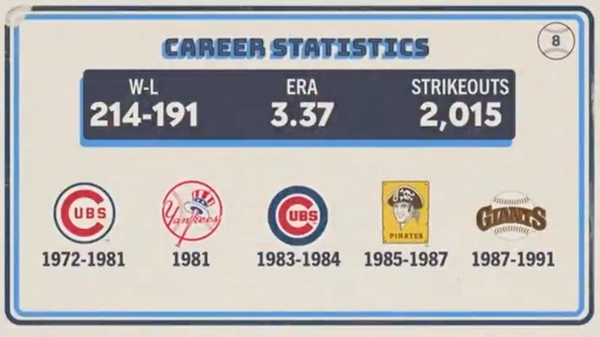 CAREER STATISTICS
8
W-L ERA STRIKEOUTS
214-191 3.37 2,015
CUBS Yankees CUBS PIRATES GIANTS
1972-1981 1981 1983-1984 1985-1987 1987-1991